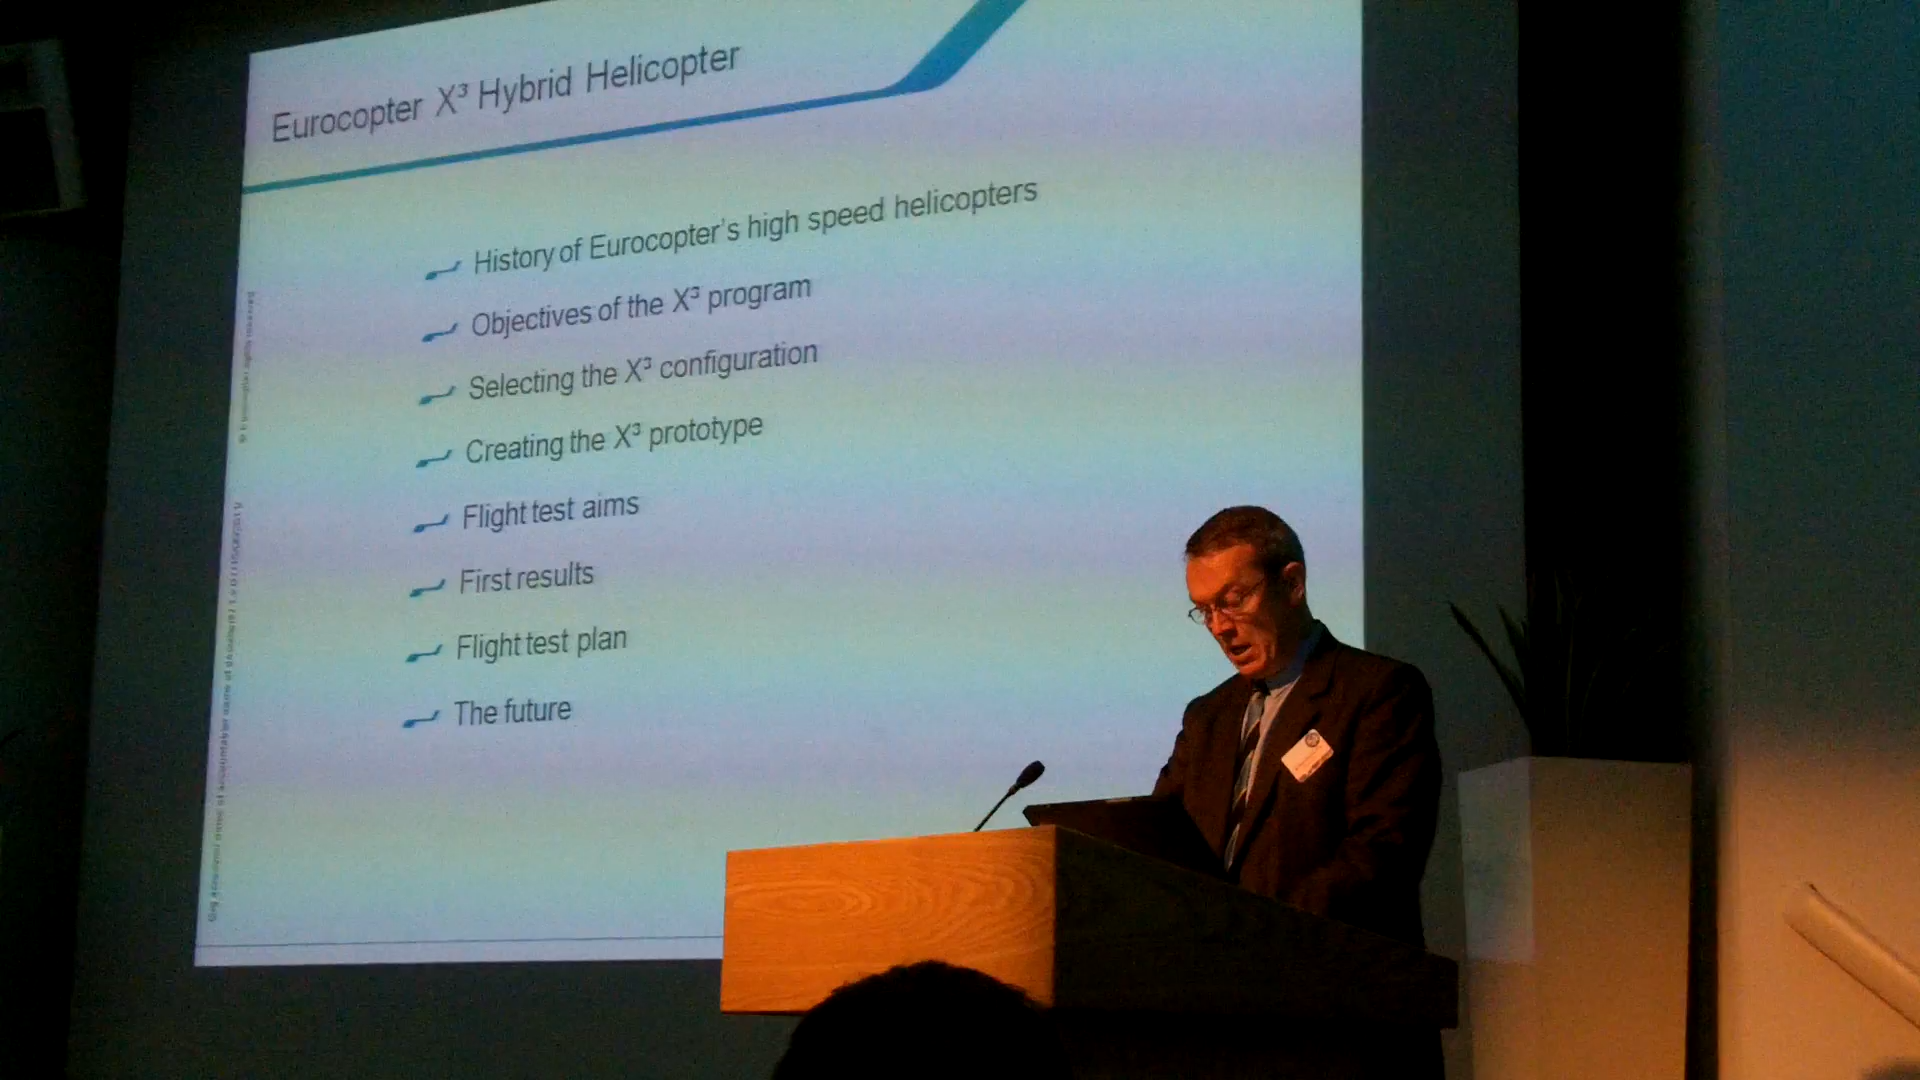 Eurocopter X³ Hybrid Helicopter
History of Eurocopter's high speed helicopters
Objectives of the X³ program
Selecting the X³ configuration
Creating the X³ prototype
Flight test aims
First results
Flight test plan
The future